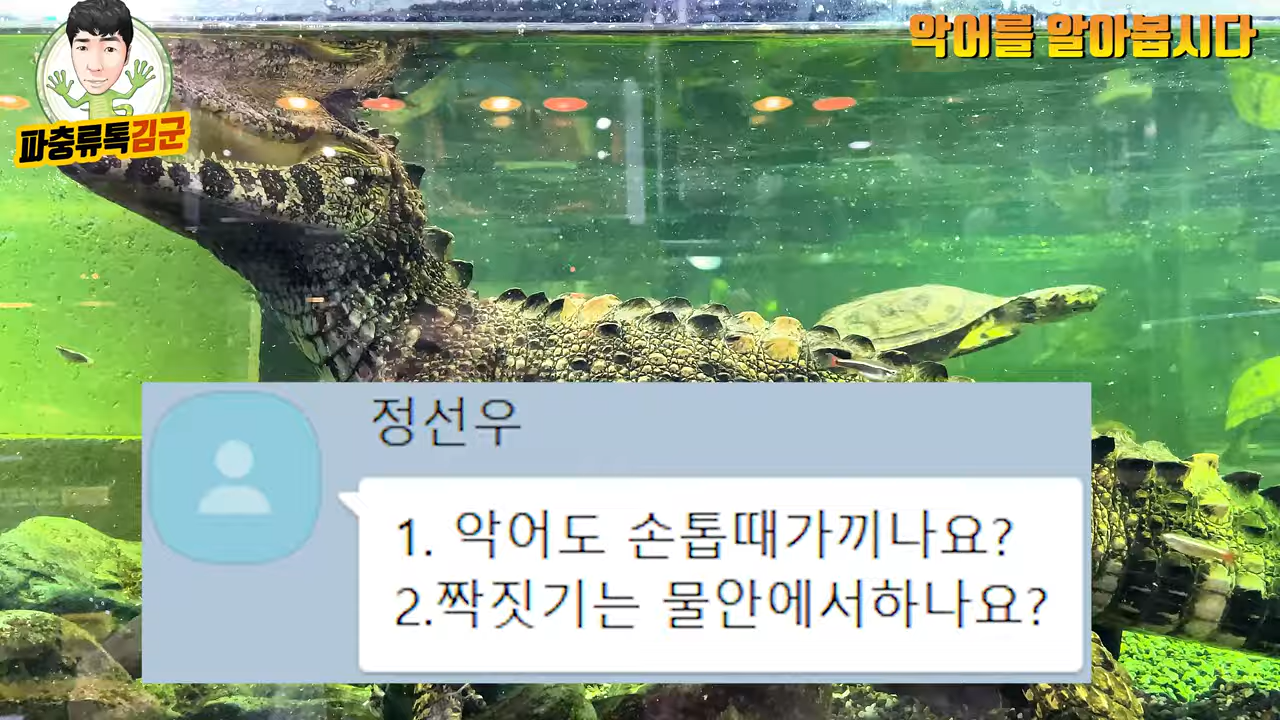 파충류톡김군
악어를 알아봅시다
정선우
1. 악어도 손톱때가끼나요?
2.짝짓기는 물안에서하나요?